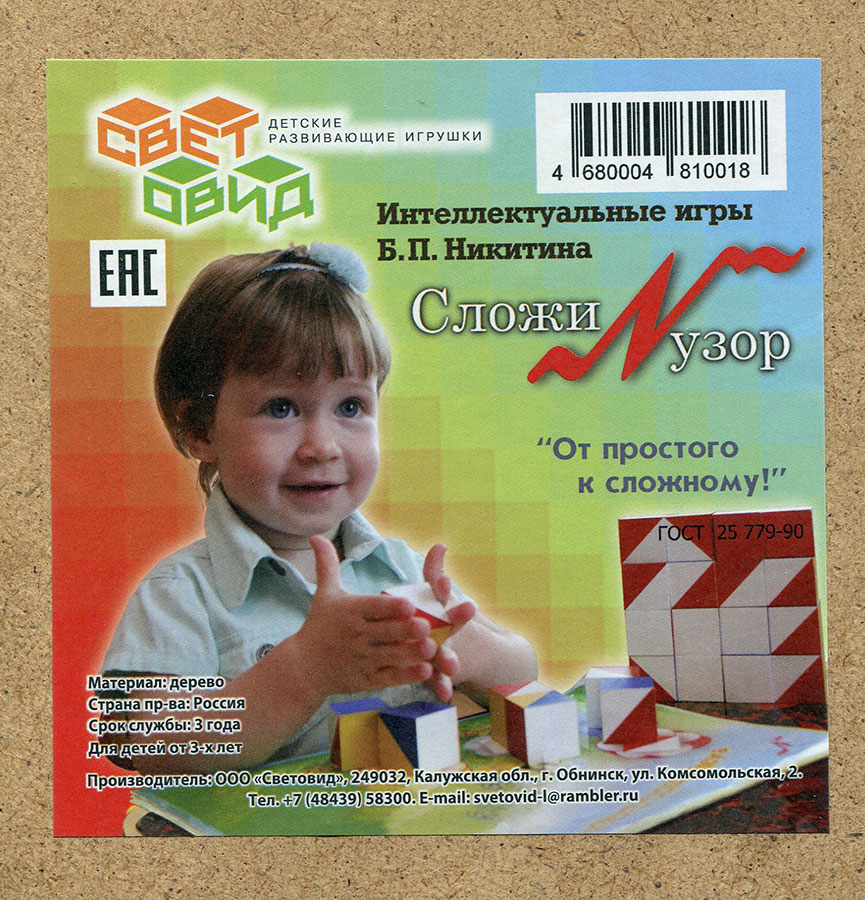 СВЕТ
ОВИД
ДЕТСКИЕ
РАЗВИВАЮЩИЕ ИГРУШКИ
4 680004 810018
EAC
Интеллектуальные игры
Б.П. Никитина
Сложи
узор
“От простого
к сложному!”
ГОСТ 25 779-90
Материал: дерево
Страна пр-ва: Россия
Срок службы: 3 года
Для детей от 3-х лет
Производитель: ООО «Световид», 249032, Калужская обл., г. Обнинск, ул. Комсомольская, 2.
Тел. +7 (48439) 58300. E-mail: svetovid-l@rambler.ru